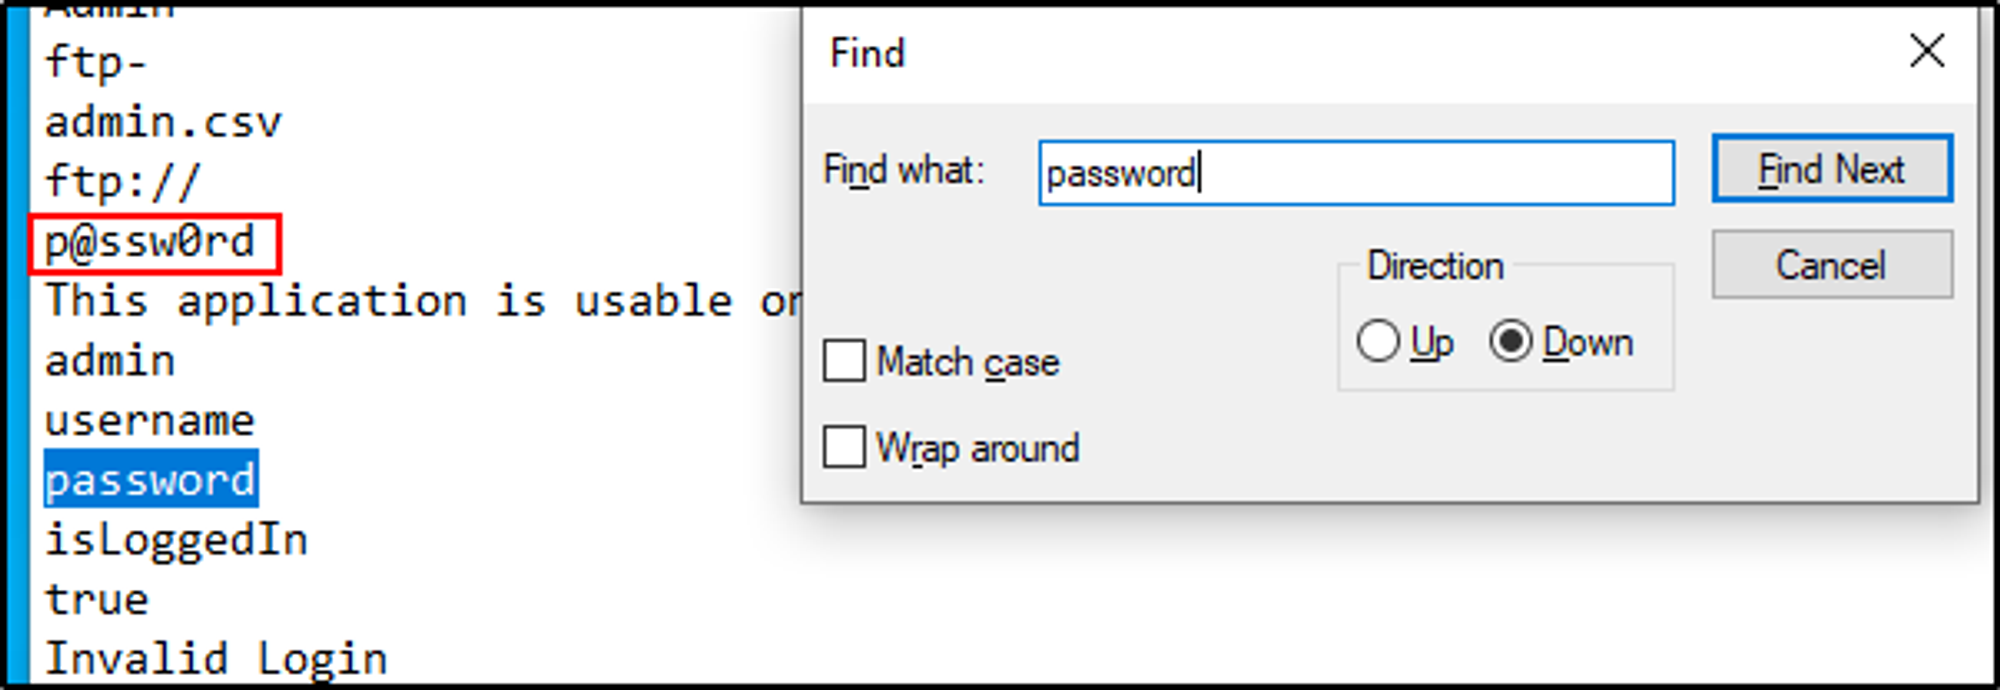 Admin
ftp-
admin.csv
ftp://
p@ssw0rd
This application is usable or
admin
username
password
isLoggedIn
true
Invalid Login
Find
Find what:
password
Find Next
Cancel
Direction
Up
Down
Match case
Wrap around